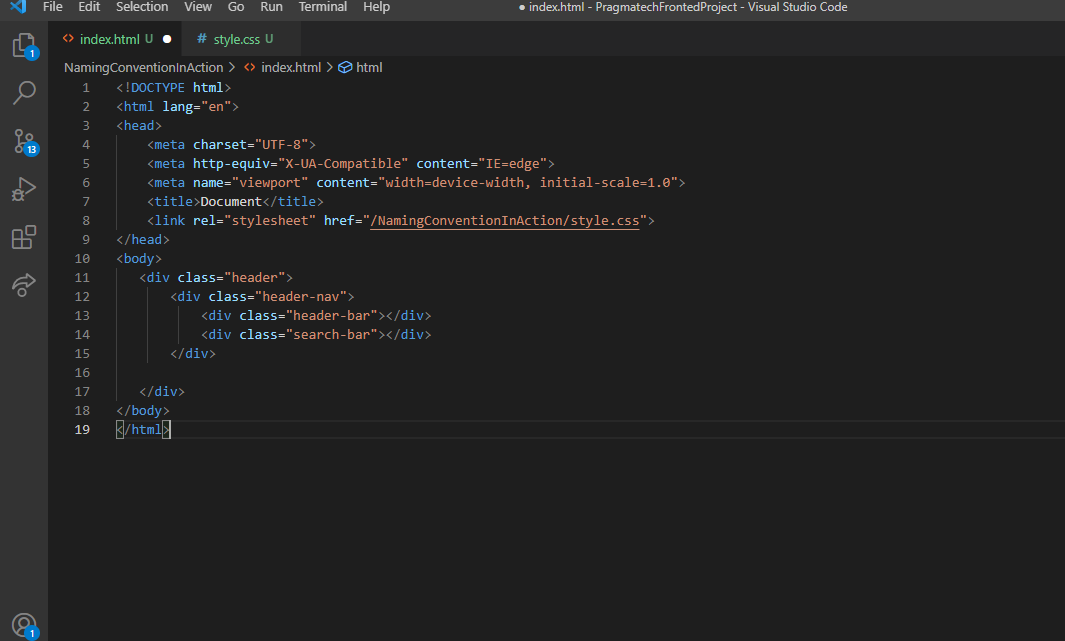 File Edit Selection View Go Run Terminal Help ● index.html - PragmatechFrontedProject - Visual Studio Code
<> index.html U ● # style.css U
NamingConventionInAction > <> index.html > html
1 <!DOCTYPE html>
2 <html lang="en">
3 <head>
4 <meta charset="UTF-8">
5 <meta http-equiv="X-UA-Compatible" content="IE=edge">
6 <meta name="viewport" content="width=device-width, initial-scale=1.0">
7 <title>Document</title>
8 <link rel="stylesheet" href="/NamingConventionInAction/style.css">
9 </head>
10 <body>
11 <div class="header">
12 <div class="header-nav">
13 <div class="header-bar"></div>
14 <div class="search-bar"></div>
15 </div>
16
17 </div>
18 </body>
19 </html>
1
13
1